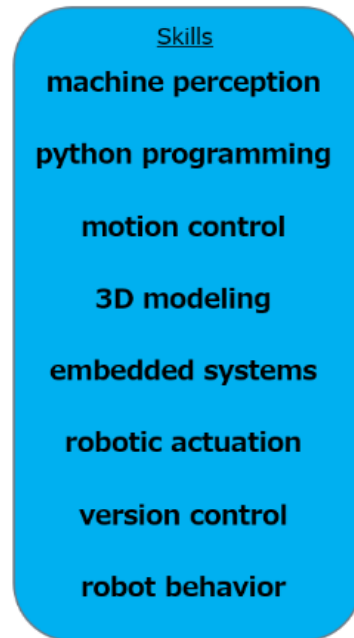 Skills
machine perception
python programming
motion control
3D modeling
embedded systems
robotic actuation
version control
robot behavior